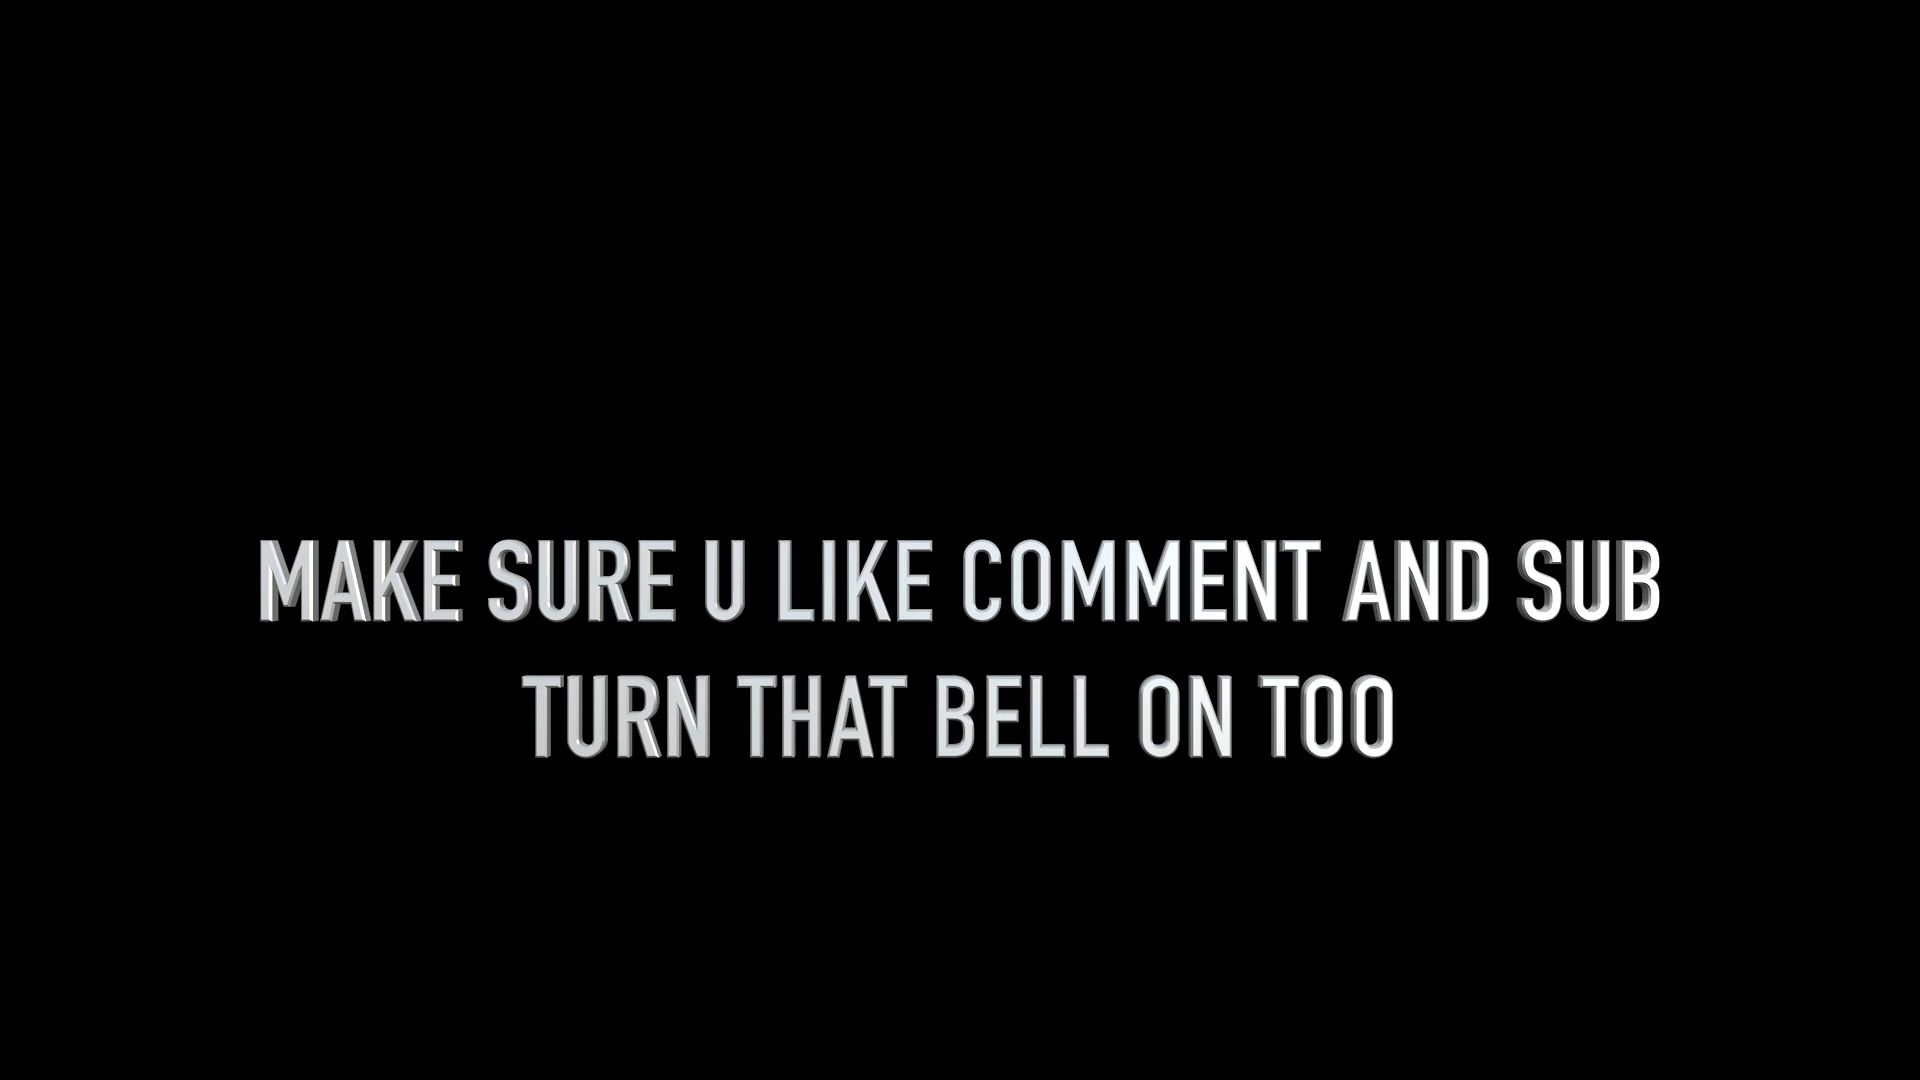 MAKE SURE U LIKE COMMENT AND SUB
TURN THAT BELL ON TOO